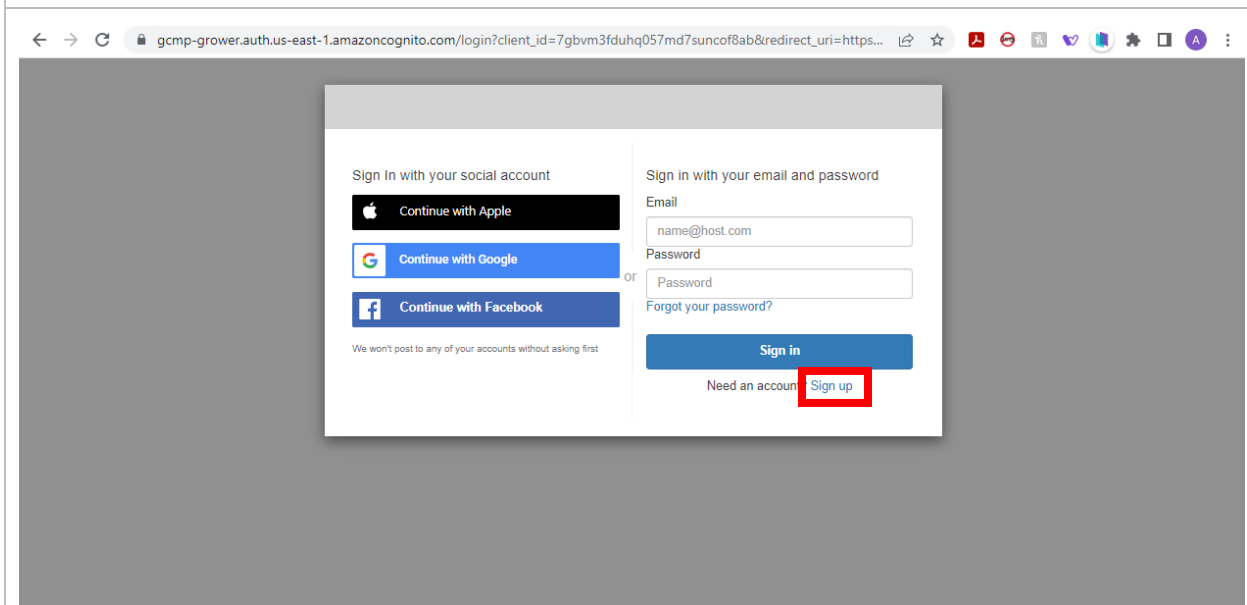 gcmp-grower.auth.us-east-1.amazoncognito.com/login?client_id=7gbvm3fduhq057md7suncof8ab&redirect_uri=https...
A
Sign In with your social account
Continue with Apple
Continue with Google
Continue with Facebook
We won't post to any of your accounts without asking first
or
Sign in with your email and password
Email
name@host.com
Password
Password
Forgot your password?
Sign in
Need an account? Sign up